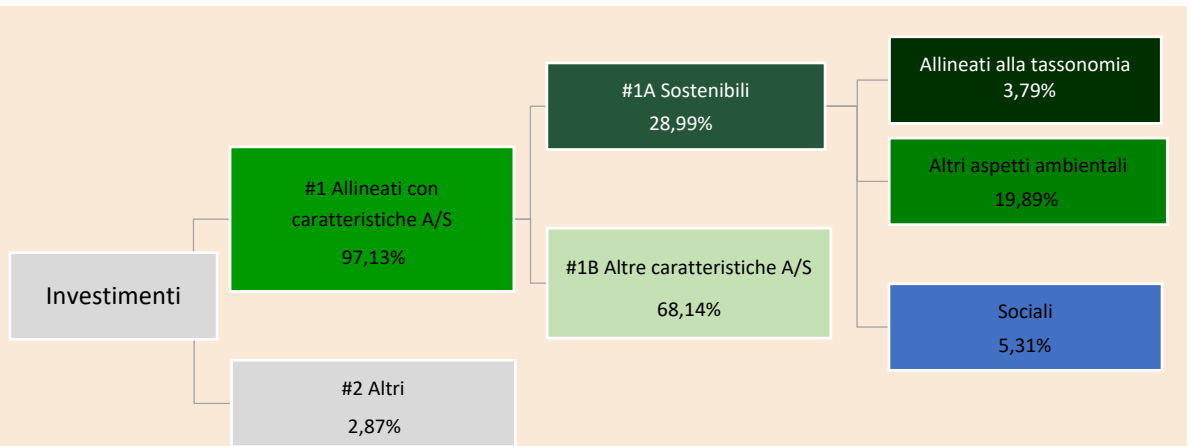 Investimenti
#1 Allineati con
caratteristiche A/S
97,13%
#2 Altri
2,87%
#1A Sostenibili
28,99%
#1B Altre caratteristiche A/S
68,14%
Allineati alla tassonomia
3,79%
Altri aspetti ambientali
19,89%
Sociali
5,31%